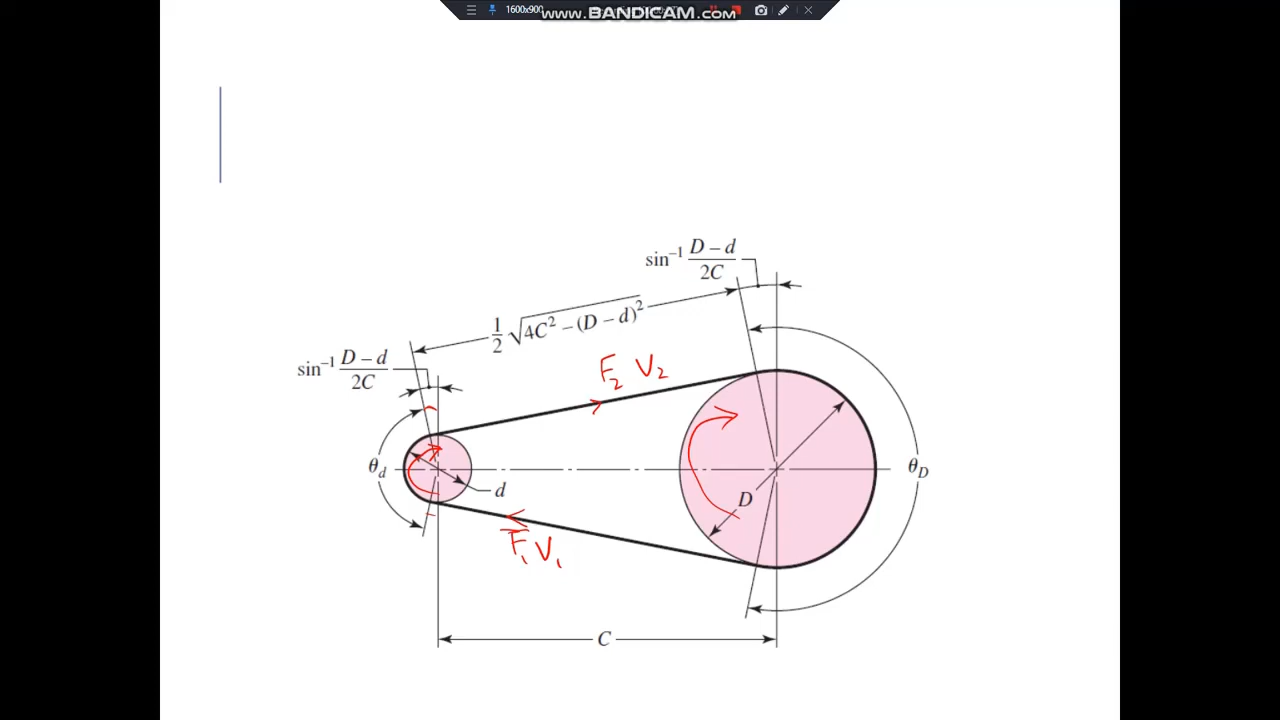 1600x900
www.BANDICAM.com
sin⁻¹ (D – d)/2C
½ √(4C² – (D – d)²)
sin⁻¹ (D – d)/2C
F₂ V₂
θd
d
D
θD
F₁ V₁
C